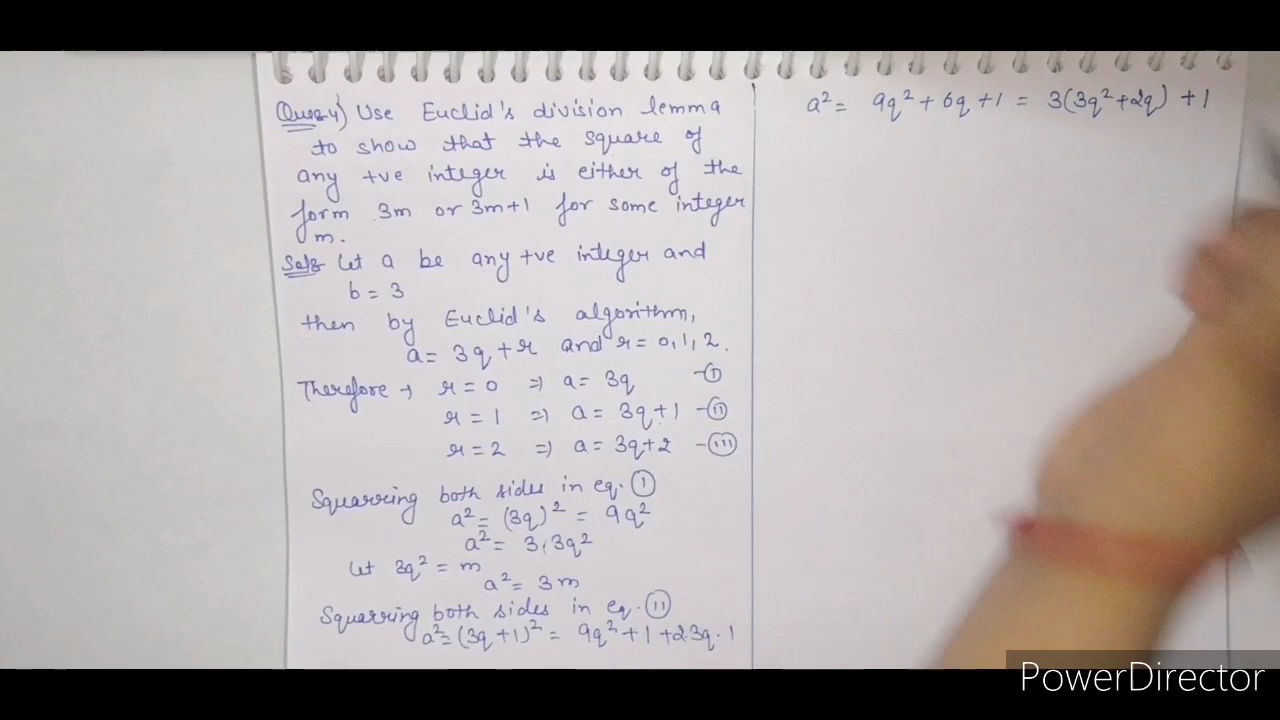 Ques 4) Use Euclid's division lemma
to show that the square of
any +ve integer is either of the
form 3m or 3m+1 for some integer
m.
Sol: Let a be any +ve integer and
b = 3
then by Euclid's algorithm,
a = 3q + r and r = 0, 1, 2.
Therefore → r = 0 => a = 3q —(I)
r = 1 => a = 3q+1 —(II)
r = 2 => a = 3q+2 —(III)
Squarring both sides in eq. (I)
a² = (3q)² = 9q²
a² = 3.3q²
Let 3q² = m
a² = 3m
Squarring both sides in eq. (II)
a² = (3q+1)² = 9q²+1+2.3q.1
a² = 9q² + 6q + 1 = 3(3q²+2q) + 1
PowerDirector